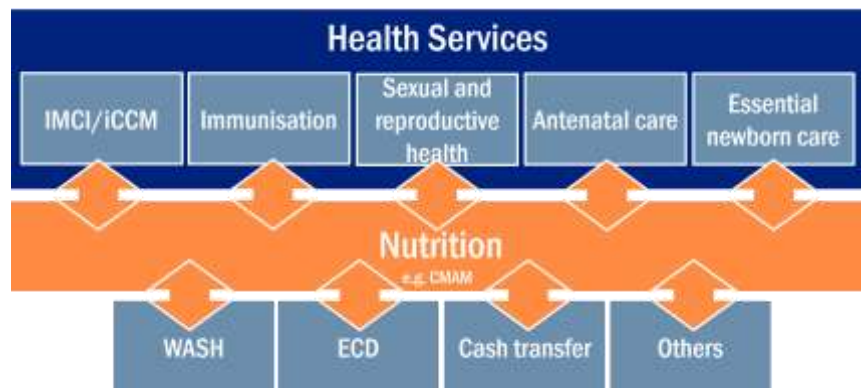 Health Services
IMCI/iCCM
Immunisation
Sexual and
reproductive
health
Antenatal care
Essential
newborn care
Nutrition
e.g. CMAM
WASH
ECD
Cash transfer
Others